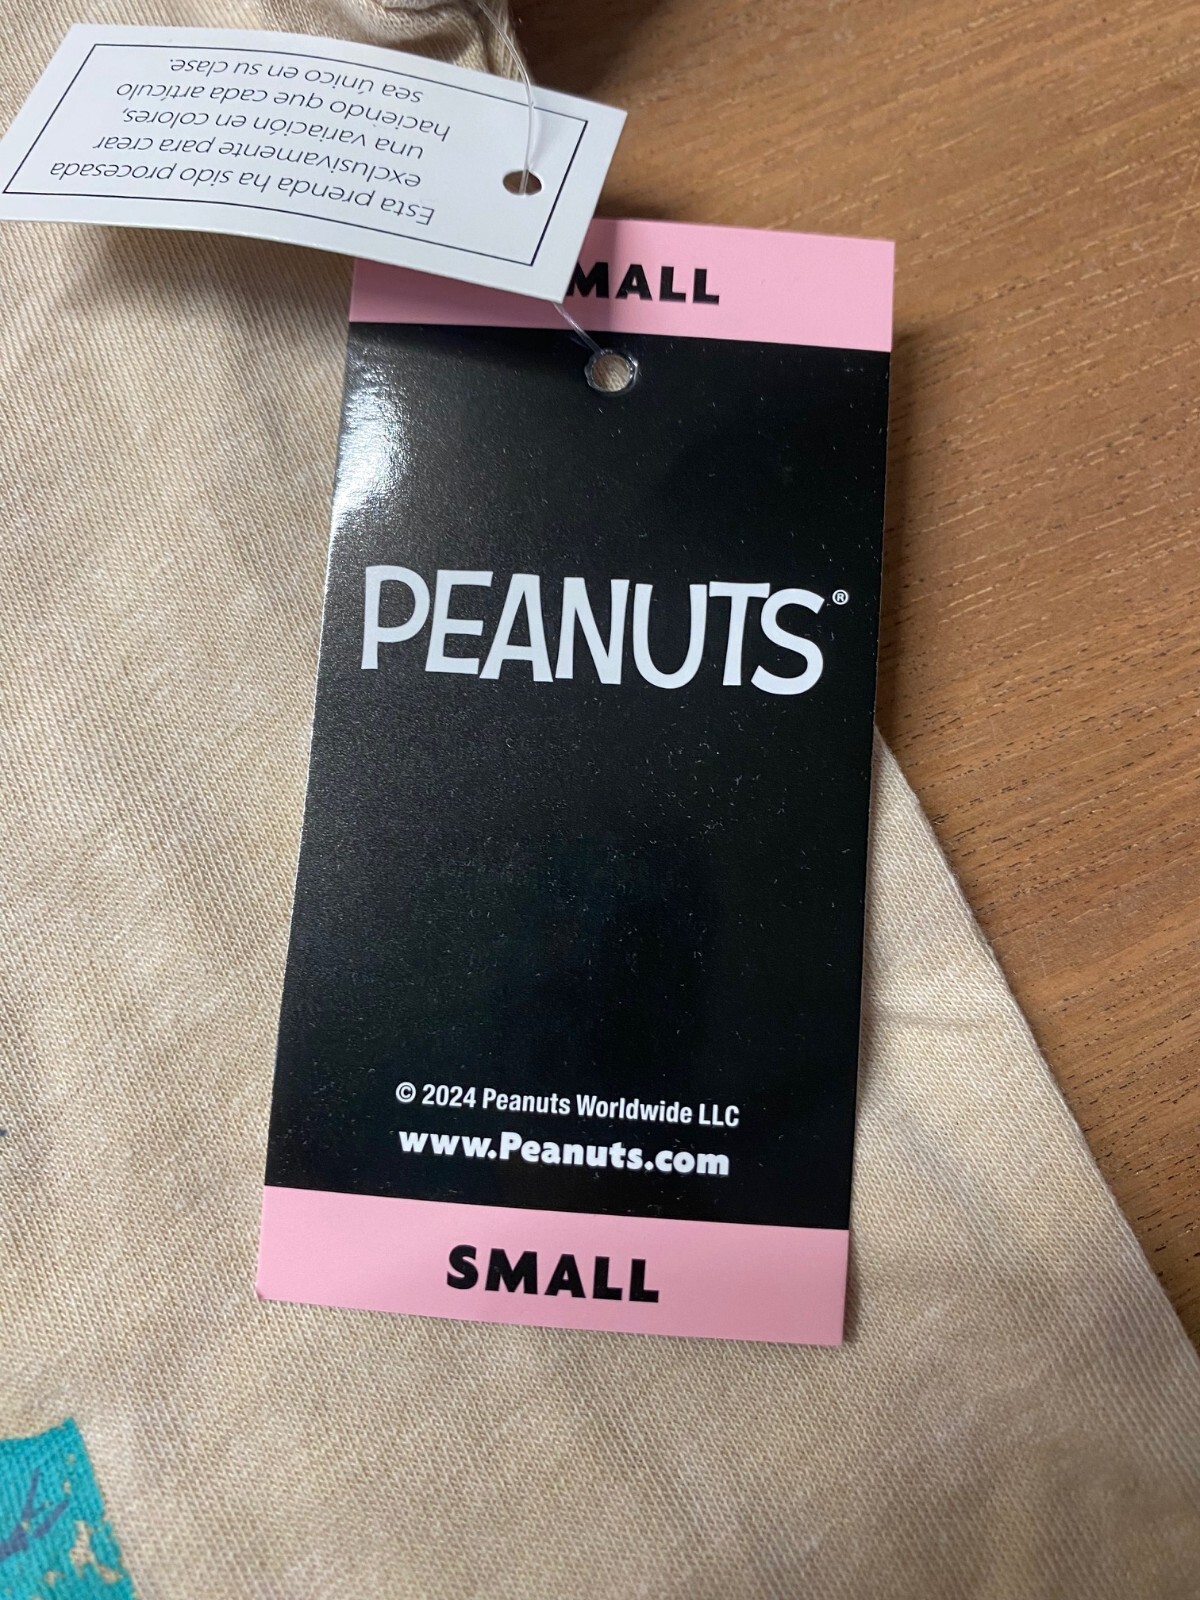 Esta prenda ha sido procesada
exclusivamente para crear
una variación en colores,
haciendo que cada artículo
sea único en su clase.
MALL
PEANUTS®
© 2024 Peanuts Worldwide LLC
www.Peanuts.com
SMALL